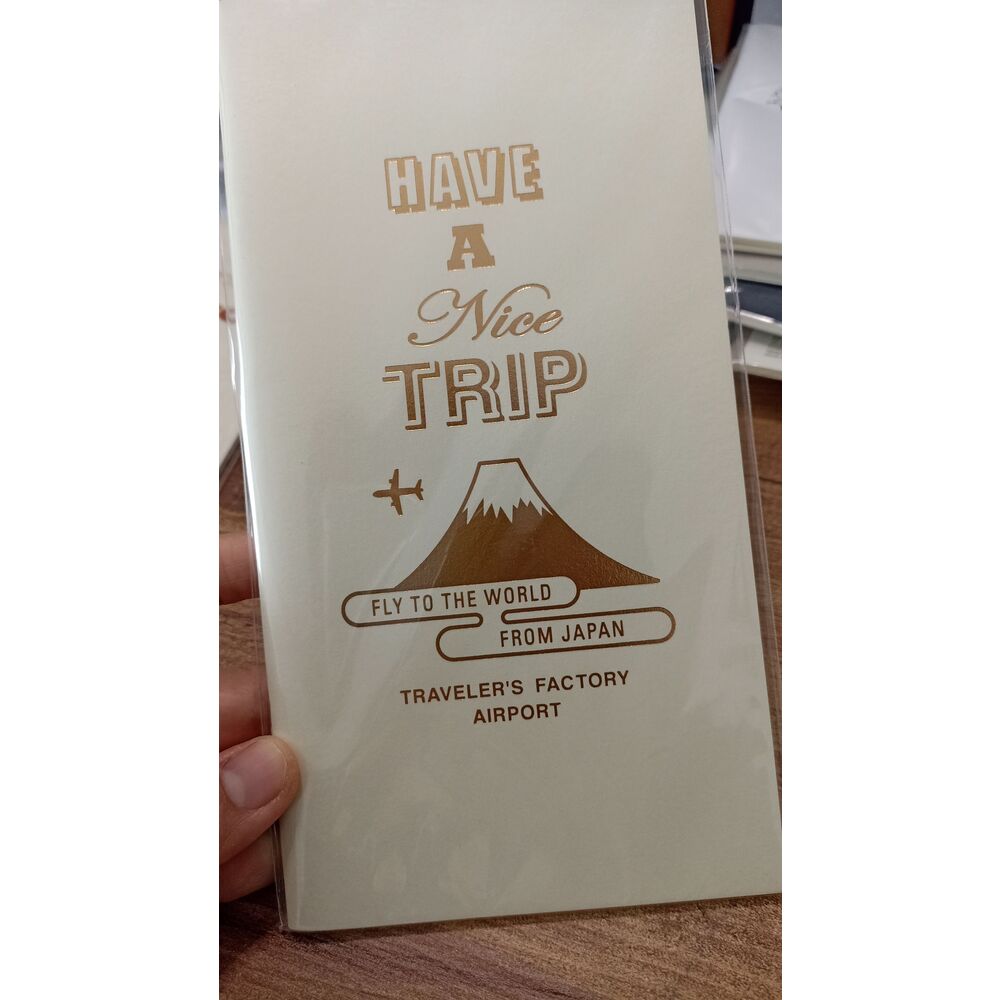 HAVE
A
Nice
TRIP
FLY TO THE WORLD
FROM JAPAN
TRAVELER'S FACTORY
AIRPORT